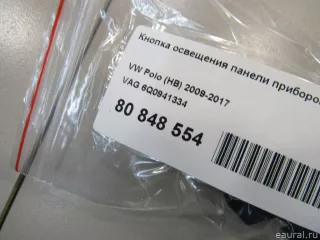 Кнопка освещения панели приборов
VW Polo (HB) 2009-2017
VAG 6Q0941334
80 848 554
eaural.ru